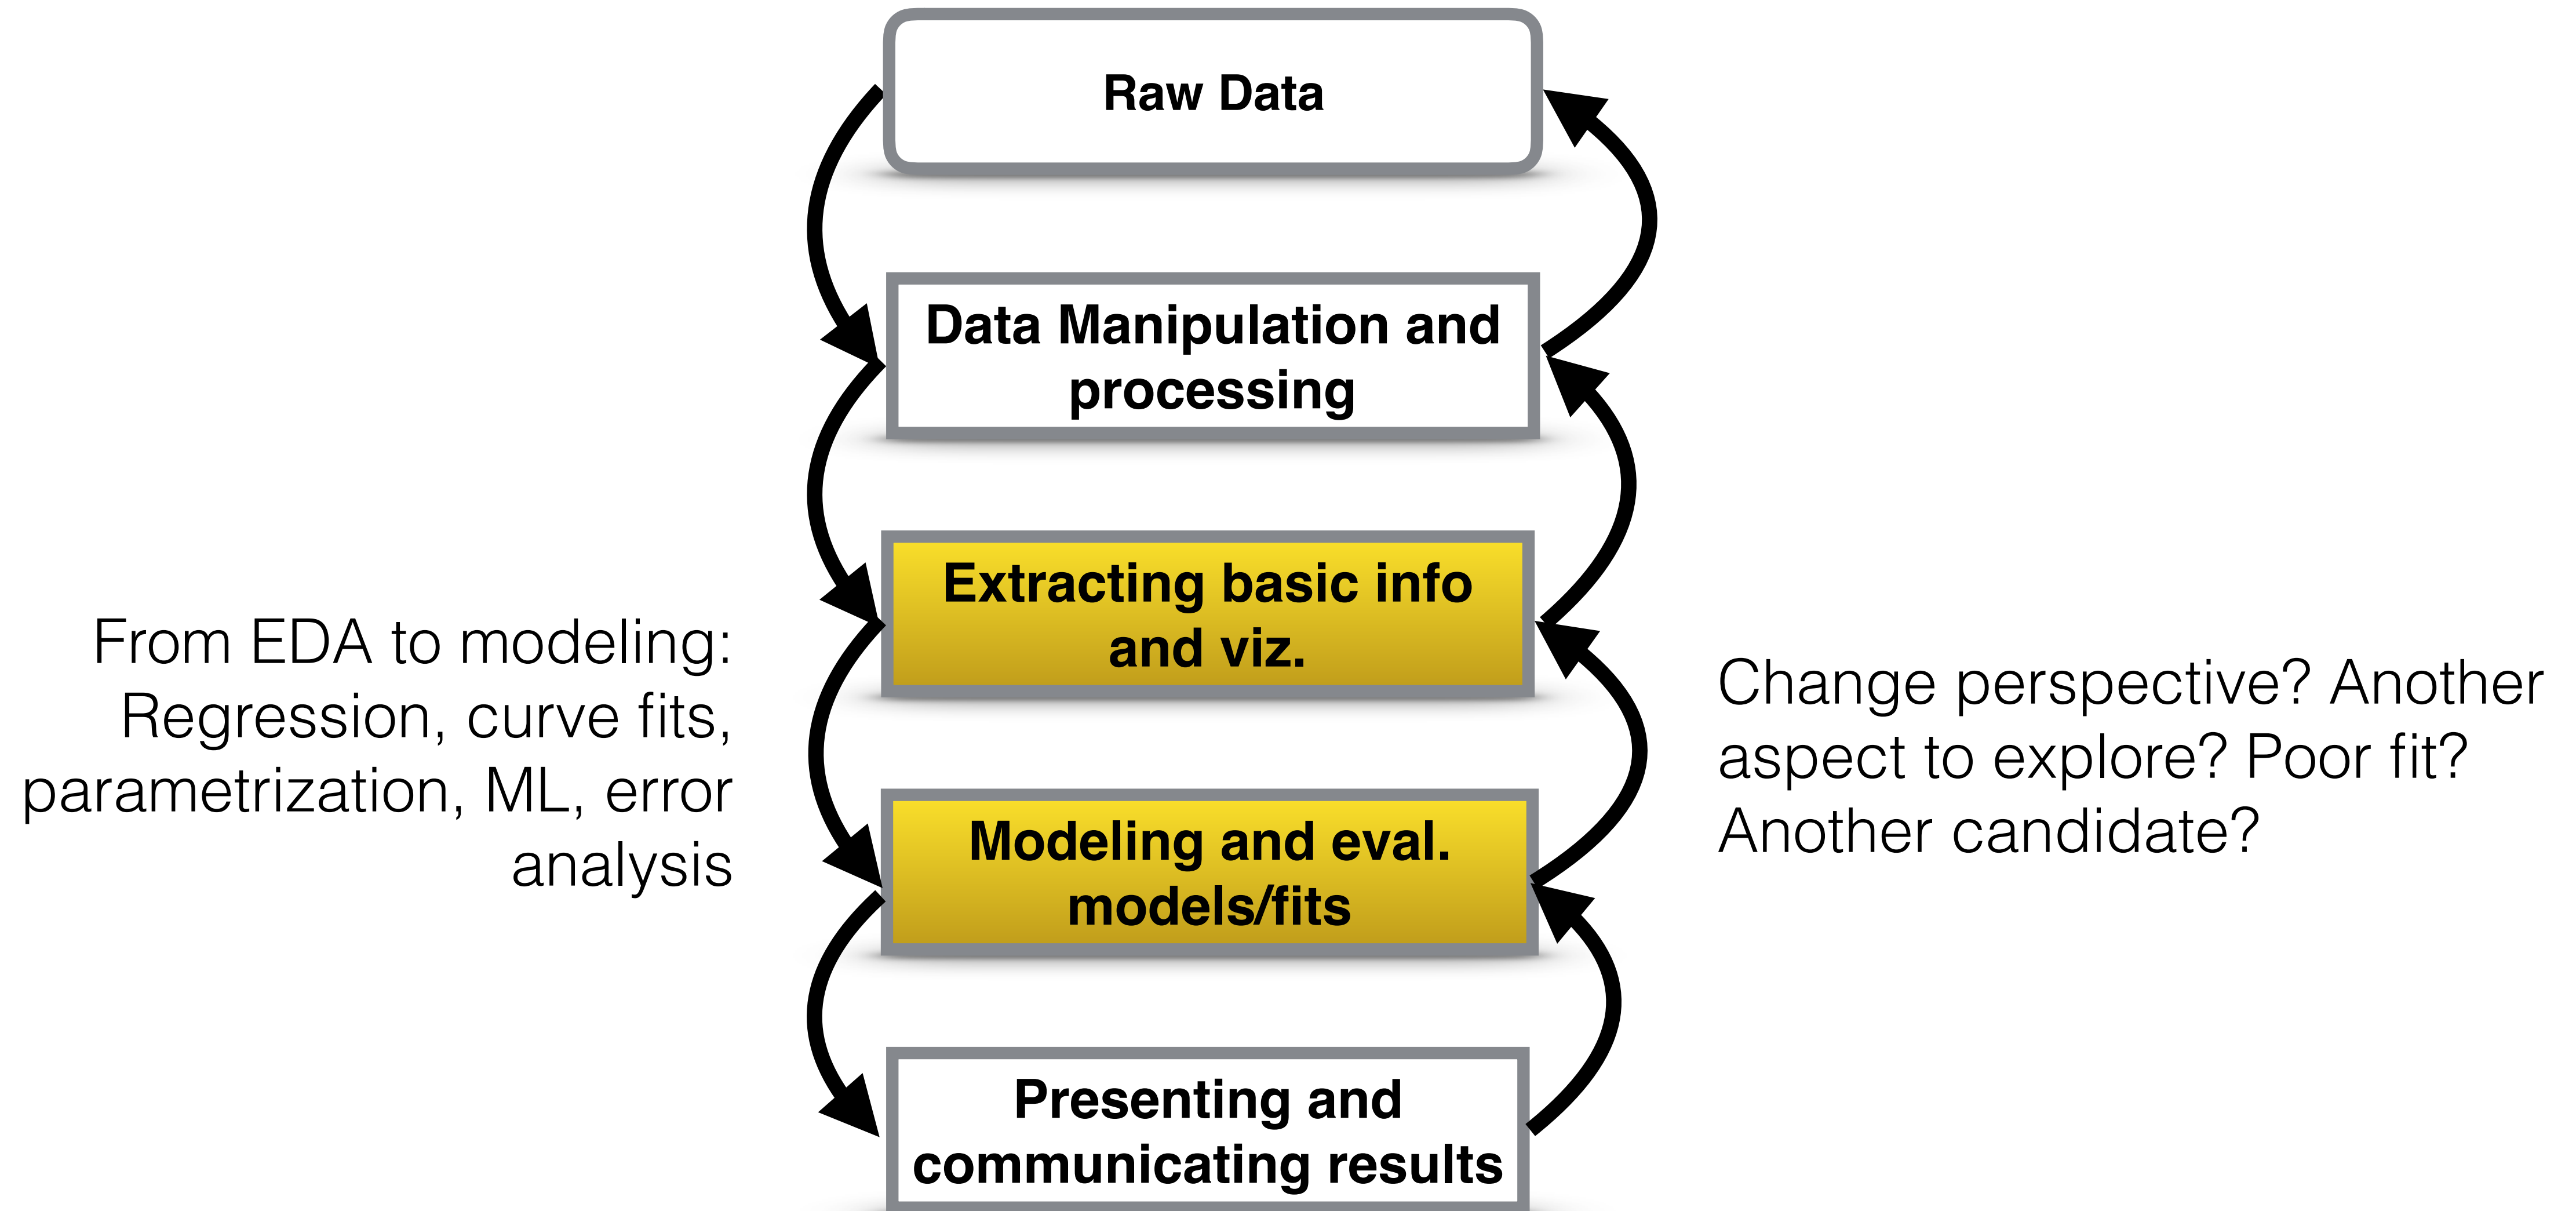 Raw Data
Data Manipulation and
processing
Extracting basic info
and viz.
From EDA to modeling:
Regression, curve fits,
parametrization, ML, error
analysis
Change perspective? Another
aspect to explore? Poor fit?
Another candidate?
Modeling and eval.
models/fits
Presenting and
communicating results